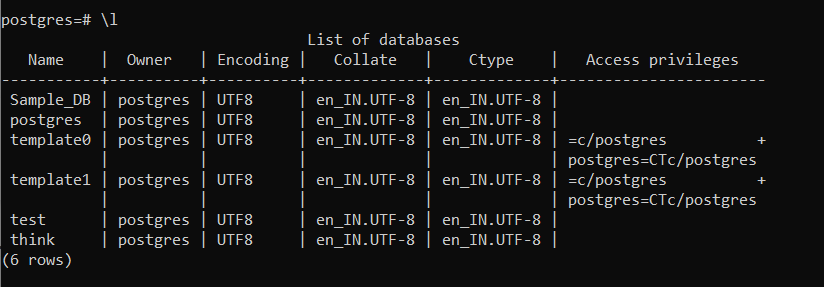 postgres=# \l
                              List of databases
   Name    |  Owner   | Encoding |   Collate   |    Ctype    |   Access privileges
-----------+----------+----------+-------------+-------------+-----------------------
 Sample_DB | postgres | UTF8     | en_IN.UTF-8 | en_IN.UTF-8 |
 postgres  | postgres | UTF8     | en_IN.UTF-8 | en_IN.UTF-8 |
 template0 | postgres | UTF8     | en_IN.UTF-8 | en_IN.UTF-8 | =c/postgres          +
           |          |          |             |             | postgres=CTc/postgres
 template1 | postgres | UTF8     | en_IN.UTF-8 | en_IN.UTF-8 | =c/postgres          +
           |          |          |             |             | postgres=CTc/postgres
 test      | postgres | UTF8     | en_IN.UTF-8 | en_IN.UTF-8 |
 think     | postgres | UTF8     | en_IN.UTF-8 | en_IN.UTF-8 |
(6 rows)